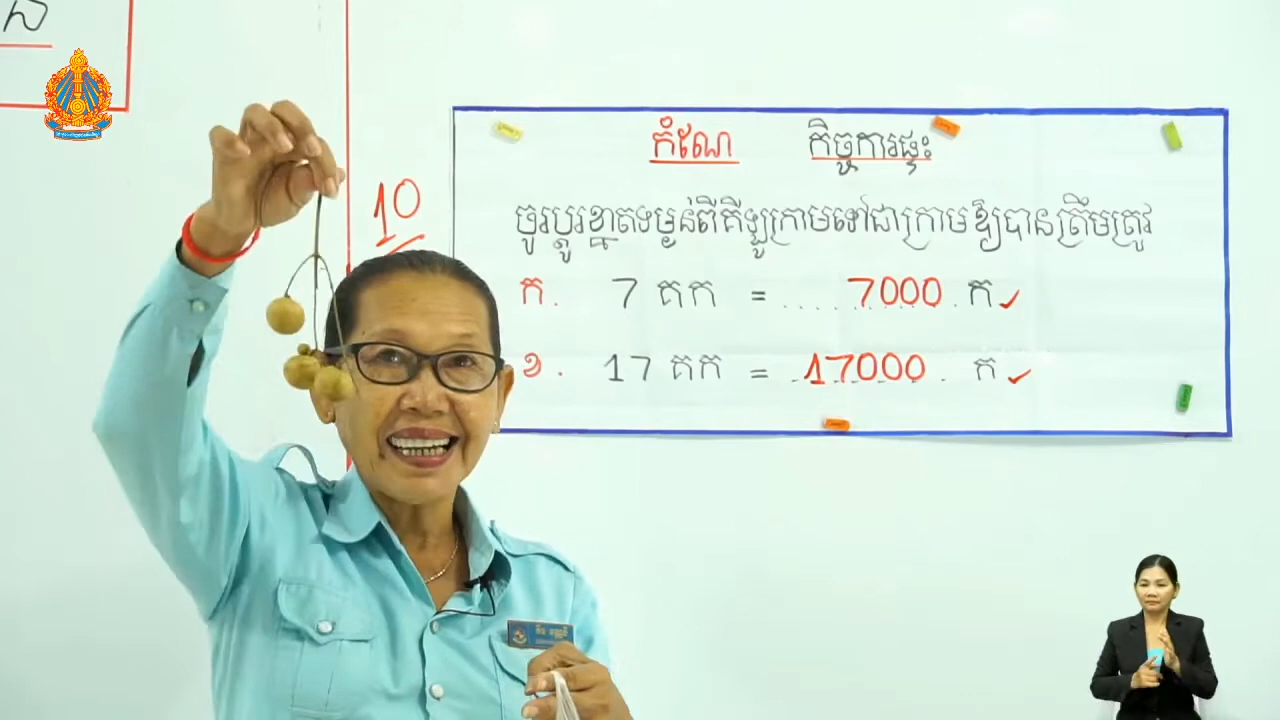 ន
10
កំណែ កិច្ចការផ្ទះ
ចូរប្តូរខ្នាតទម្ងន់ពីគីឡូក្រាមទៅជាក្រាមឱ្យបានត្រឹមត្រូវ
ក. 7 គក = .... 7000 . ក
ខ. 17 គក = .. 17000 . ក